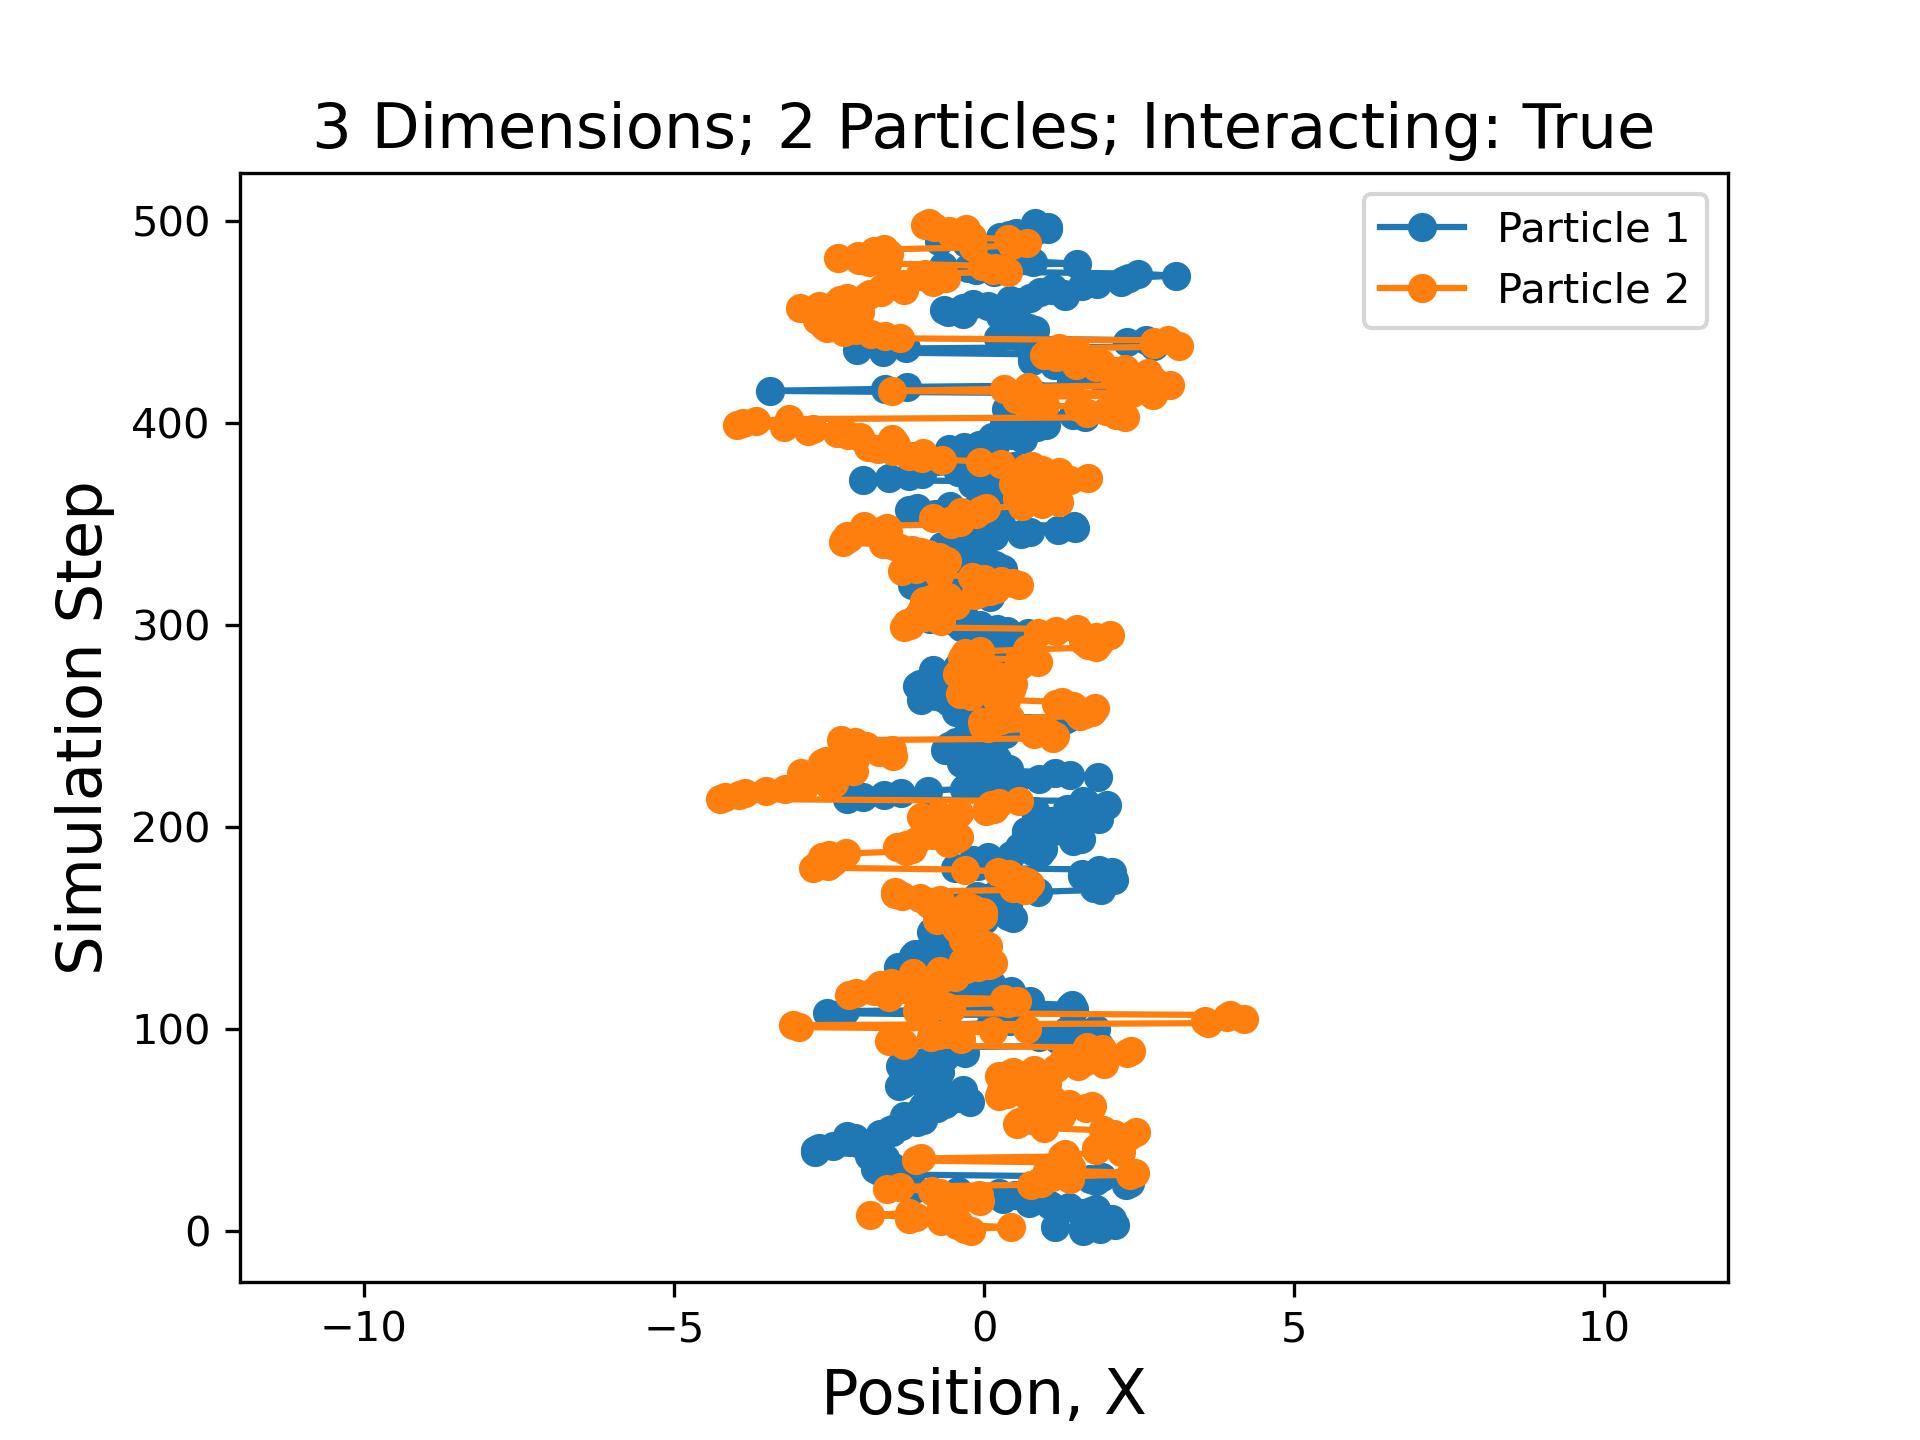 3 Dimensions; 2 Particles; Interacting: True
Particle 1
Particle 2
500
400
300
200
100
0
Simulation Step
−10
−5
0
5
10
Position, X